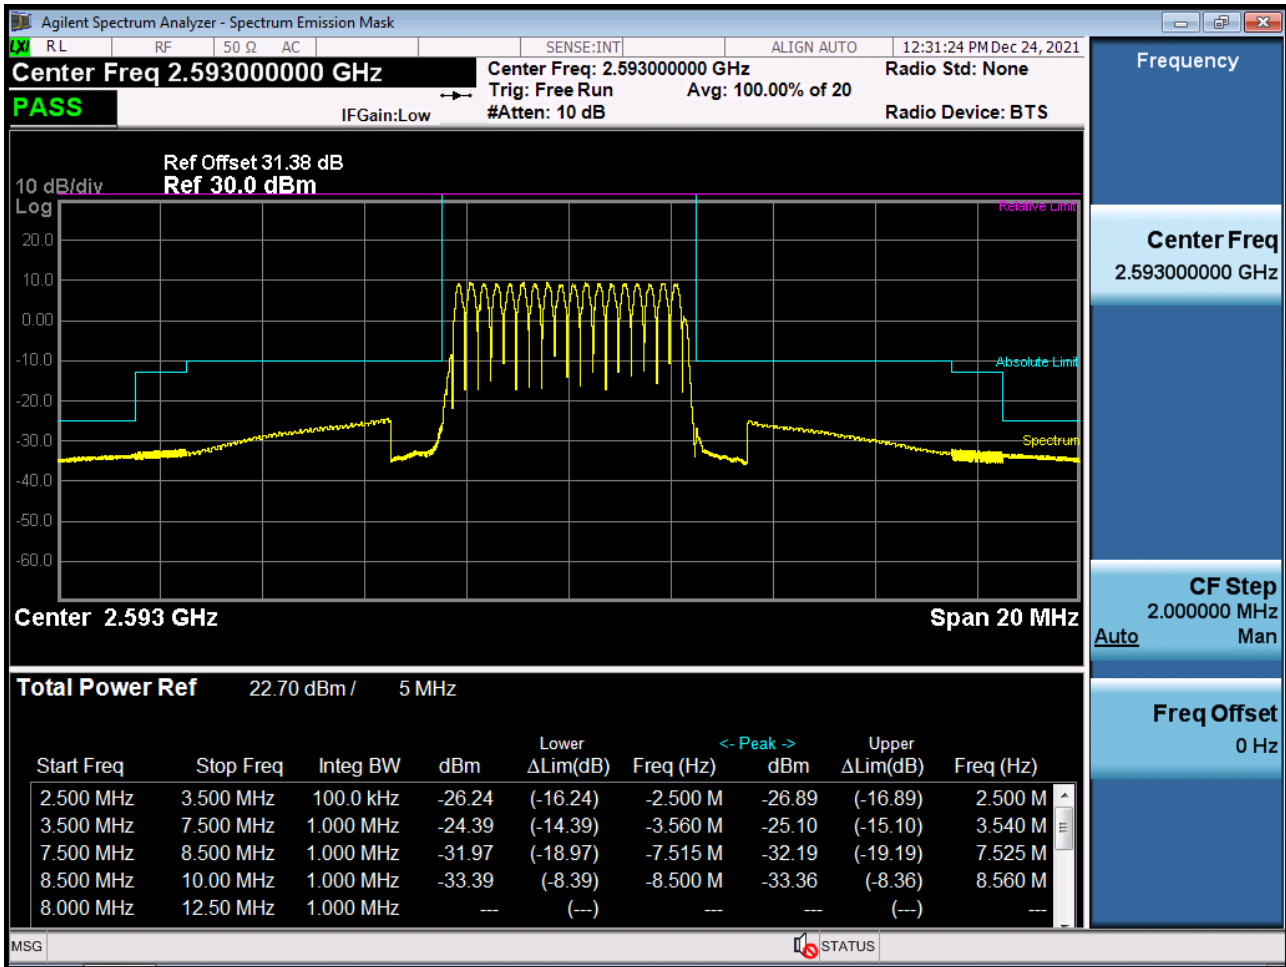 Agilent Spectrum Analyzer - Spectrum Emission Mask
LXI RL RF 50 Ω AC SENSE:INT ALIGN AUTO 12:31:24 PM Dec 24, 2021
Center Freq 2.593000000 GHz Center Freq: 2.593000000 GHz Radio Std: None
Trig: Free Run Avg: 100.00% of 20
PASS IFGain:Low #Atten: 10 dB Radio Device: BTS
Ref Offset 31.38 dB
10 dB/div Ref 30.0 dBm
Log
Relative Limit
20.0
10.0
0.00
-10.0
Absolute Limit
-20.0
-30.0
Spectrum
-40.0
-50.0
-60.0
Center 2.593 GHz Span 20 MHz
Total Power Ref 22.70 dBm / 5 MHz
Lower <- Peak -> Upper
Start Freq Stop Freq Integ BW dBm ΔLim(dB) Freq (Hz) dBm ΔLim(dB) Freq (Hz)
2.500 MHz 3.500 MHz 100.0 kHz -26.24 (-16.24) -2.500 M -26.89 (-16.89) 2.500 M
3.500 MHz 7.500 MHz 1.000 MHz -24.39 (-14.39) -3.560 M -25.10 (-15.10) 3.540 M
7.500 MHz 8.500 MHz 1.000 MHz -31.97 (-18.97) -7.515 M -32.19 (-19.19) 7.525 M
8.500 MHz 10.00 MHz 1.000 MHz -33.39 (-8.39) -8.500 M -33.36 (-8.36) 8.560 M
8.000 MHz 12.50 MHz 1.000 MHz --- (---) --- --- (---) ---
MSG STATUS
Frequency
Center Freq
2.593000000 GHz
CF Step
2.000000 MHz
Auto Man
Freq Offset
0 Hz